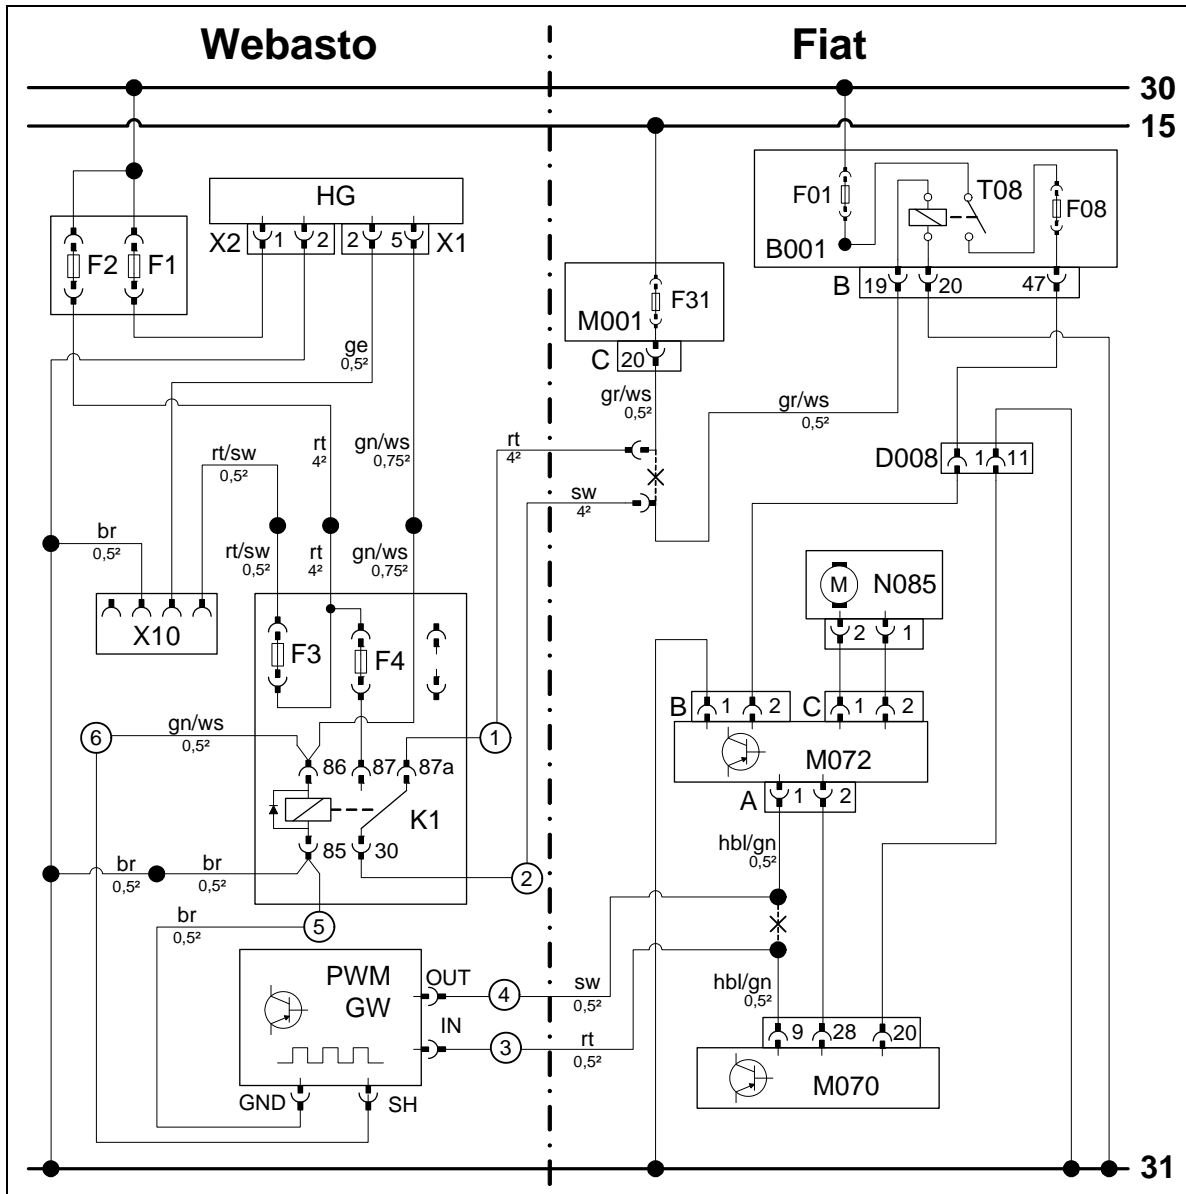 Webasto
Fiat
30
15
HG
X2 1 2 2 5 X1
F2 F1
F01 T08 F08
B001
B 19 20 47
F31
M001
C 20
ge
0,5²
gr/ws
0,5²
gr/ws
0,5²
rt/sw
0,5²
rt
4²
gn/ws
0,75²
rt
4²
D008 1 11
sw
4²
br
0,5²
rt/sw
0,5²
rt
4²
gn/ws
0,75²
M N085
2 1
X10
F3 F4
B 1 2 C 1 2
6
gn/ws
0,5²
1
86 87 87a
M072
A 1 2
K1
85 30
hbl/gn
0,5²
br
0,5²
br
0,5²
2
br
0,5²
5
PWM
GW
OUT
4
sw
0,5²
hbl/gn
0,5²
IN
3
rt
0,5²
9 28 20
M070
GND SH
31